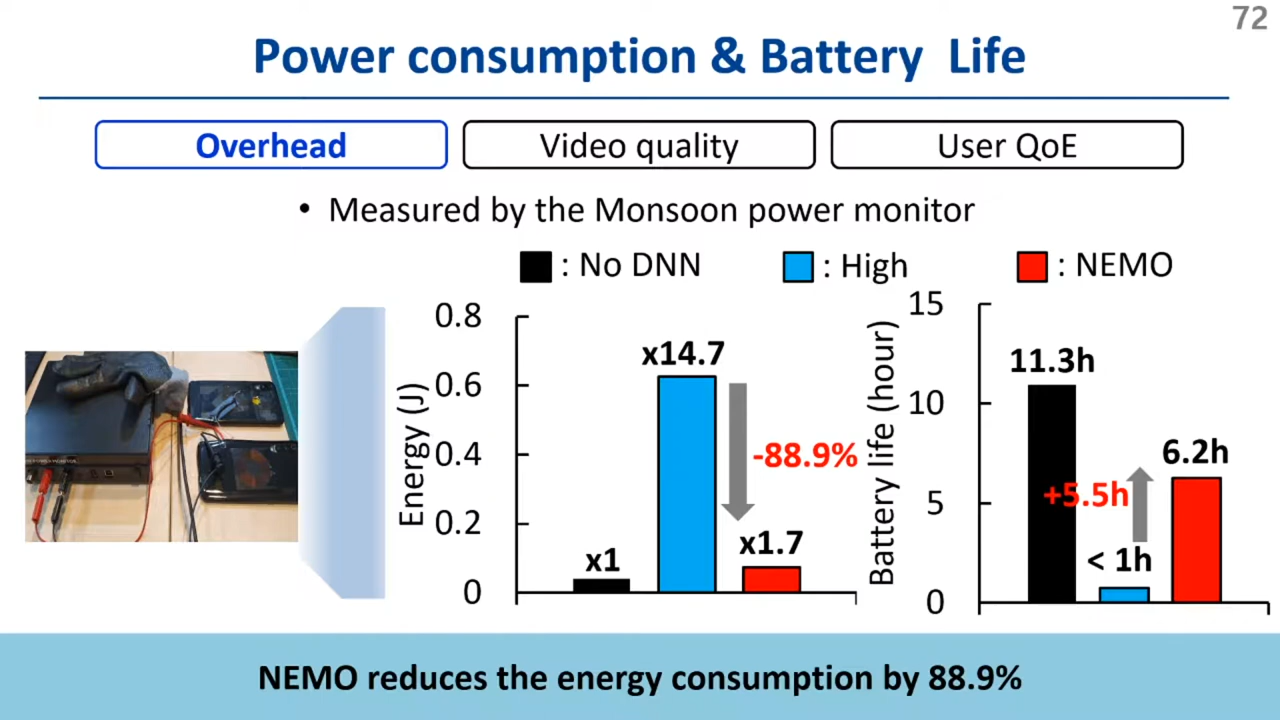 72
Power consumption & Battery Life
Overhead
Video quality
User QoE
• Measured by the Monsoon power monitor
: No DNN
: High
: NEMO
Energy (J)
0.8
0.6
0.4
0.2
0
x1
x14.7
-88.9%
x1.7
Battery life (hour)
15
10
5
0
11.3h
+5.5h
< 1h
6.2h
NEMO reduces the energy consumption by 88.9%